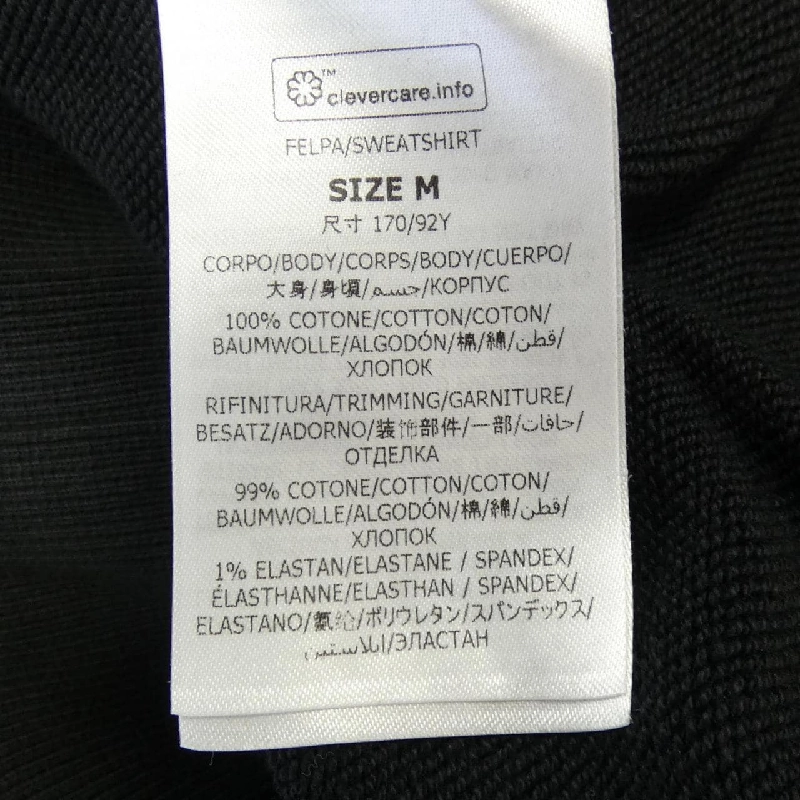 ™
clevercare.info
FELPA/SWEATSHIRT
SIZE M
尺寸 170/92Y
CORPO/BODY/CORPS/BODY/CUERPO/
大身/身頃/جسم/КОРПУС
100% COTONE/COTTON/COTON/
BAUMWOLLE/ALGODÓN/棉/綿/قطن/
ХЛОПОК
RIFINITURA/TRIMMING/GARNITURE/
BESATZ/ADORNO/装饰部件/一部/حافات/
ОТДЕЛКА
99% COTONE/COTTON/COTON/
BAUMWOLLE/ALGODÓN/棉/綿/قطن/
ХЛОПОК
1% ELASTAN/ELASTANE / SPANDEX/
ÉLASTHANNE/ELASTHAN / SPANDEX/
ELASTANO/氨纶/ポリウレタン/スパンデックス/
ايلاستين/ЭЛАСТАН